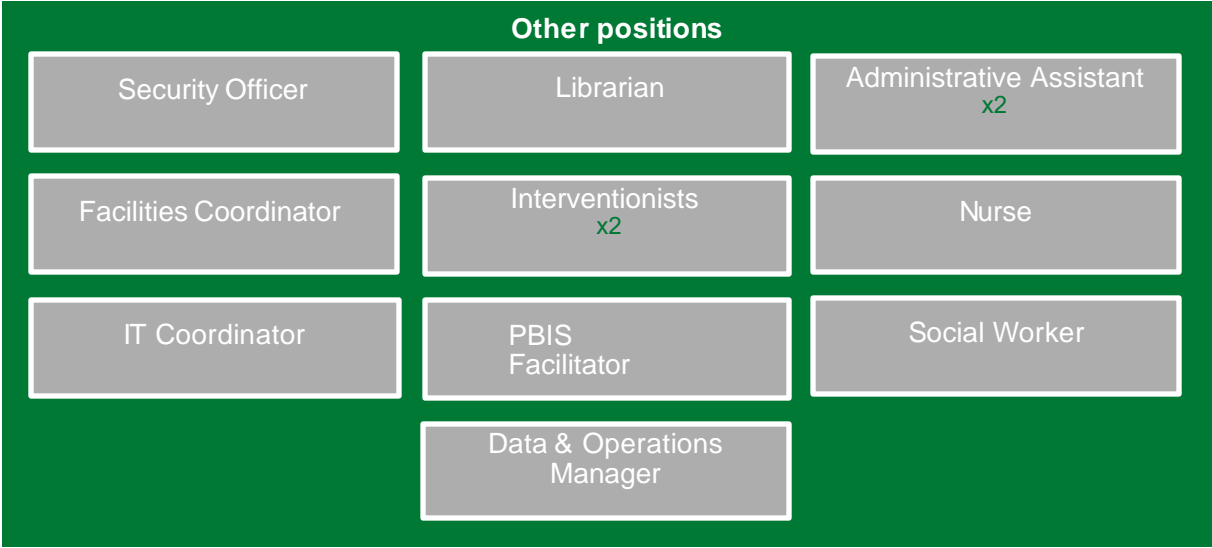 Other positions
Security Officer
Librarian
Administrative Assistant
x2
Facilities Coordinator
Interventionists
x2
Nurse
IT Coordinator
PBIS
Facilitator
Social Worker
Data & Operations
Manager